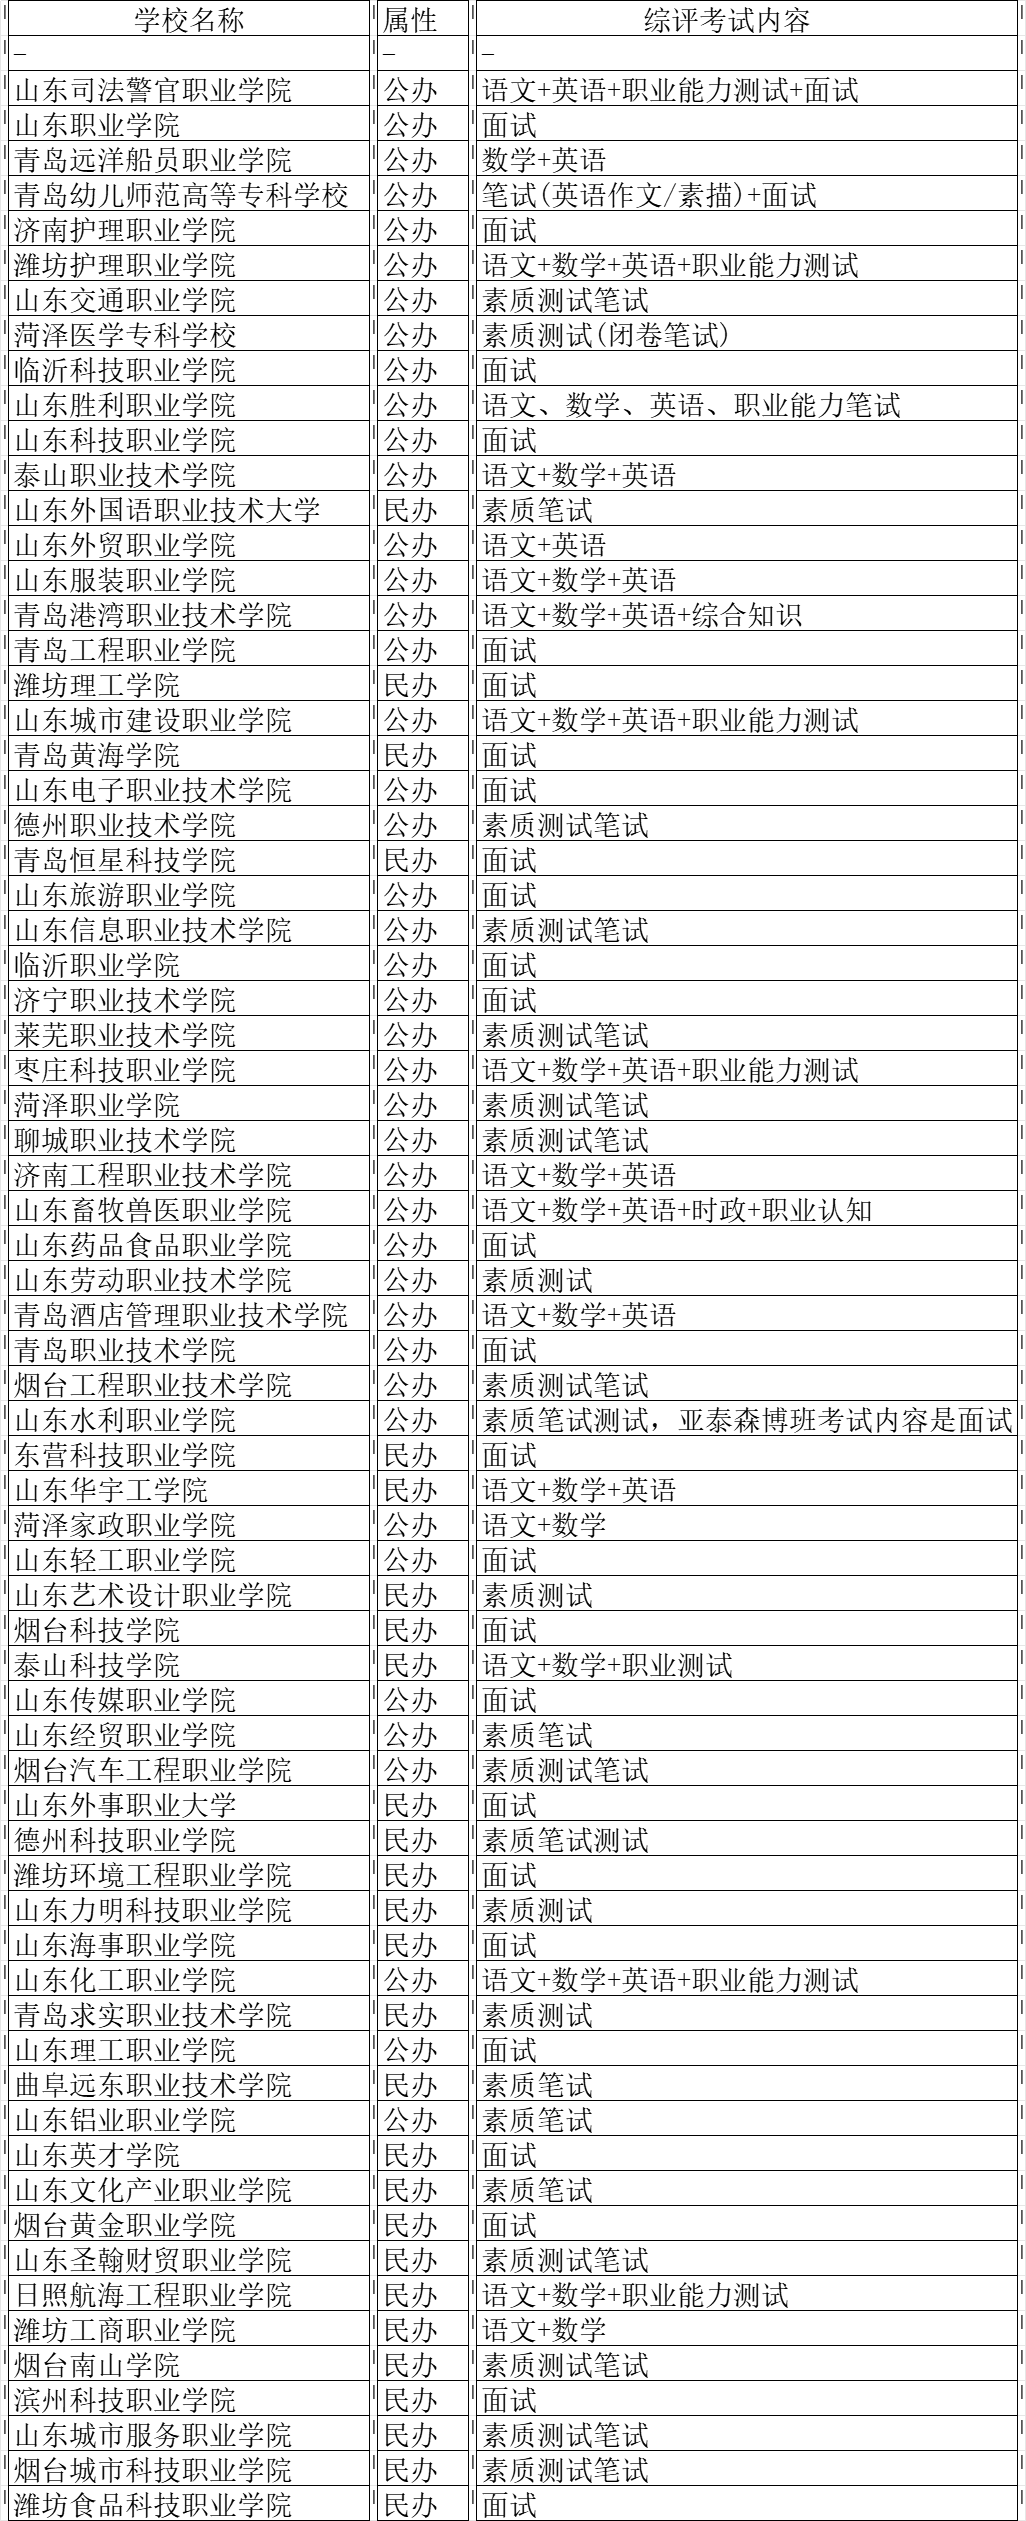 学校名称 属性 综评考试内容
- - -
山东司法警官职业学院 公办 语文+英语+职业能力测试+面试
山东职业学院 公办 面试
青岛远洋船员职业学院 公办 数学+英语
青岛幼儿师范高等专科学校 公办 笔试(英语作文/素描)+面试
济南护理职业学院 公办 面试
潍坊护理职业学院 公办 语文+数学+英语+职业能力测试
山东交通职业学院 公办 素质测试笔试
菏泽医学专科学校 公办 素质测试(闭卷笔试)
临沂科技职业学院 公办 面试
山东胜利职业学院 公办 语文、数学、英语、职业能力笔试
山东科技职业学院 公办 面试
泰山职业技术学院 公办 语文+数学+英语
山东外国语职业技术大学 民办 素质笔试
山东外贸职业学院 公办 语文+英语
山东服装职业学院 公办 语文+数学+英语
青岛港湾职业技术学院 公办 语文+数学+英语+综合知识
青岛工程职业学院 公办 面试
潍坊理工学院 民办 面试
山东城市建设职业学院 公办 语文+数学+英语+职业能力测试
青岛黄海学院 民办 面试
山东电子职业技术学院 公办 面试
德州职业技术学院 公办 素质测试笔试
青岛恒星科技学院 民办 面试
山东旅游职业学院 公办 面试
山东信息职业技术学院 公办 素质测试笔试
临沂职业学院 公办 面试
济宁职业技术学院 公办 面试
莱芜职业技术学院 公办 素质测试笔试
枣庄科技职业学院 公办 语文+数学+英语+职业能力测试
菏泽职业学院 公办 素质测试笔试
聊城职业技术学院 公办 素质测试笔试
济南工程职业技术学院 公办 语文+数学+英语
山东畜牧兽医职业学院 公办 语文+数学+英语+时政+职业认知
山东药品食品职业学院 公办 面试
山东劳动职业技术学院 公办 素质测试
青岛酒店管理职业技术学院 公办 语文+数学+英语
青岛职业技术学院 公办 面试
烟台工程职业技术学院 公办 素质测试笔试
山东水利职业学院 公办 素质笔试测试，亚泰森博班考试内容是面试
东营科技职业学院 民办 面试
山东华宇工学院 民办 语文+数学+英语
菏泽家政职业学院 公办 语文+数学
山东轻工职业学院 公办 面试
山东艺术设计职业学院 民办 素质测试
烟台科技学院 民办 面试
泰山科技学院 民办 语文+数学+职业测试
山东传媒职业学院 公办 面试
山东经贸职业学院 公办 素质笔试
烟台汽车工程职业学院 公办 素质测试笔试
山东外事职业大学 民办 面试
德州科技职业学院 民办 素质笔试测试
潍坊环境工程职业学院 民办 面试
山东力明科技职业学院 民办 素质测试
山东海事职业学院 民办 面试
山东化工职业学院 公办 语文+数学+英语+职业能力测试
青岛求实职业技术学院 民办 素质测试
山东理工职业学院 公办 面试
曲阜远东职业技术学院 民办 素质笔试
山东铝业职业学院 公办 素质笔试
山东英才学院 民办 面试
山东文化产业职业学院 民办 素质笔试
烟台黄金职业学院 民办 面试
山东圣翰财贸职业学院 民办 素质测试笔试
日照航海工程职业学院 民办 语文+数学+职业能力测试
潍坊工商职业学院 民办 语文+数学
烟台南山学院 民办 素质测试笔试
滨州科技职业学院 民办 面试
山东城市服务职业学院 民办 素质测试笔试
烟台城市科技职业学院 民办 素质测试笔试
潍坊食品科技职业学院 民办 面试